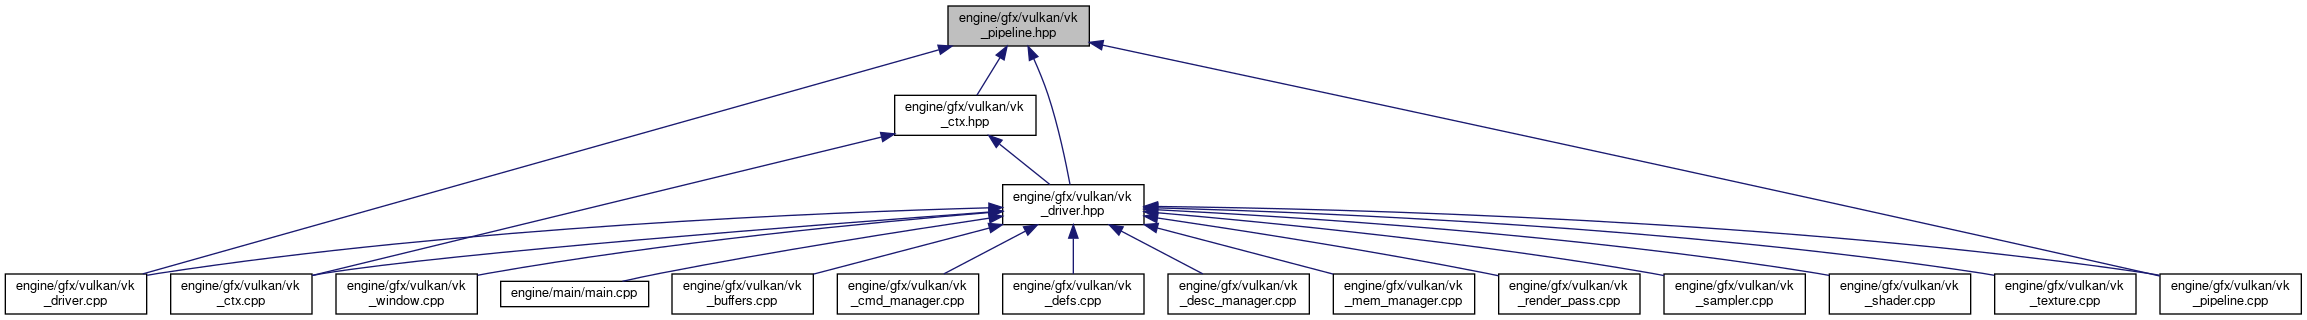 engine/gfx/vulkan/vk
_pipeline.hpp
engine/gfx/vulkan/vk
_ctx.hpp
engine/gfx/vulkan/vk
_driver.hpp
engine/gfx/vulkan/vk
_driver.cpp
engine/gfx/vulkan/vk
_ctx.cpp
engine/gfx/vulkan/vk
_window.cpp
engine/main/main.cpp
engine/gfx/vulkan/vk
_buffers.cpp
engine/gfx/vulkan/vk
_cmd_manager.cpp
engine/gfx/vulkan/vk
_defs.cpp
engine/gfx/vulkan/vk
_desc_manager.cpp
engine/gfx/vulkan/vk
_mem_manager.cpp
engine/gfx/vulkan/vk
_render_pass.cpp
engine/gfx/vulkan/vk
_sampler.cpp
engine/gfx/vulkan/vk
_shader.cpp
engine/gfx/vulkan/vk
_texture.cpp
engine/gfx/vulkan/vk
_pipeline.cpp